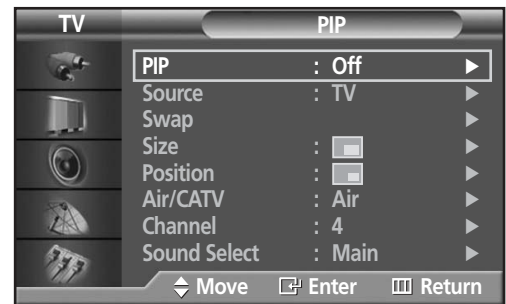 TV PIP
PIP : Off
Source : TV
Swap
Size :
Position :
Air/CATV : Air
Channel : 4
Sound Select : Main
Move Enter Return